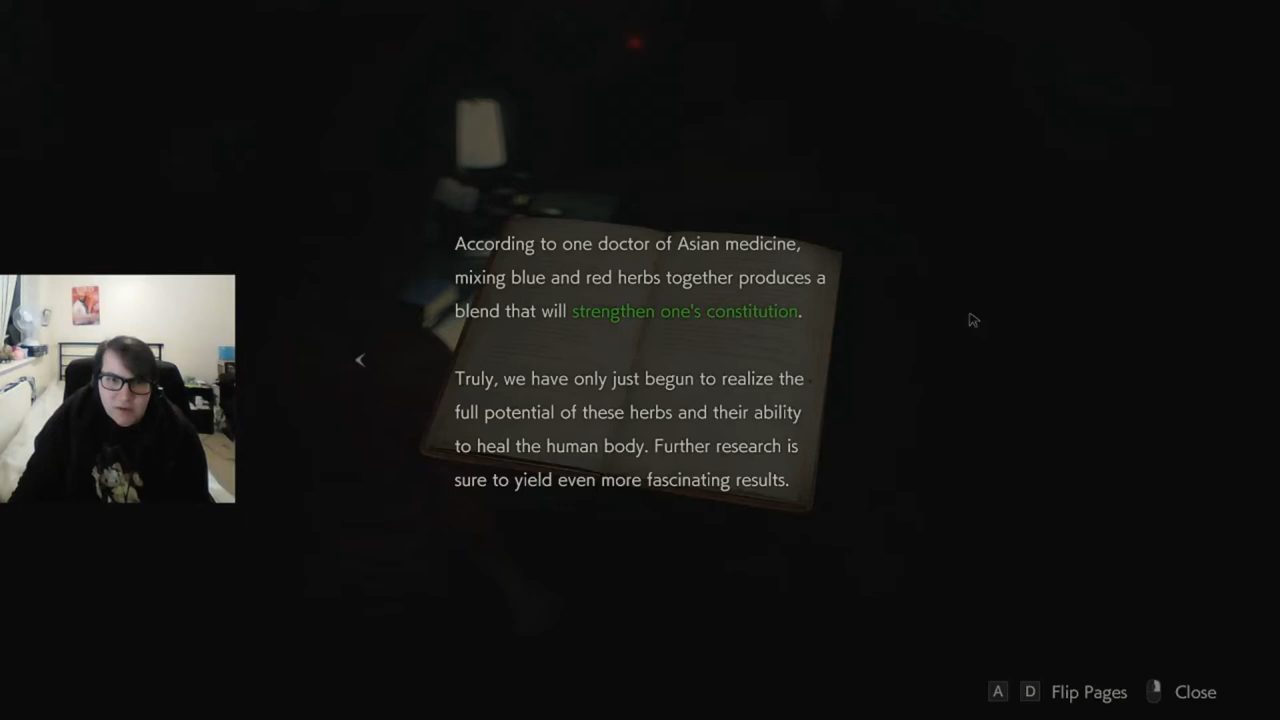 According to one doctor of Asian medicine,
mixing blue and red herbs together produces a
blend that will strengthen one's constitution.
Truly, we have only just begun to realize the
full potential of these herbs and their ability
to heal the human body. Further research is
sure to yield even more fascinating results.
A D Flip Pages Close